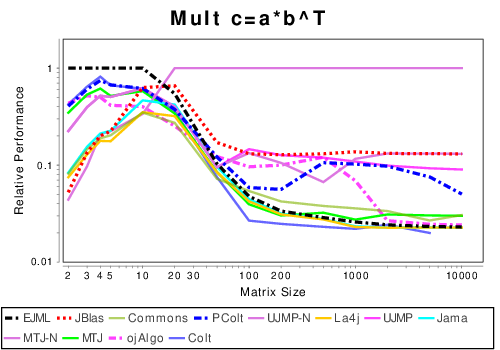 Mult c=a*b^T
Relative Performance
1
0.1
0.01
2 3 4 5 10 20 30 100 200 1000 10000
Matrix Size
EJML JBlas Commons PColt UJMP-N La4j UJMP Jama
MTJ-N MTJ ojAlgo Colt